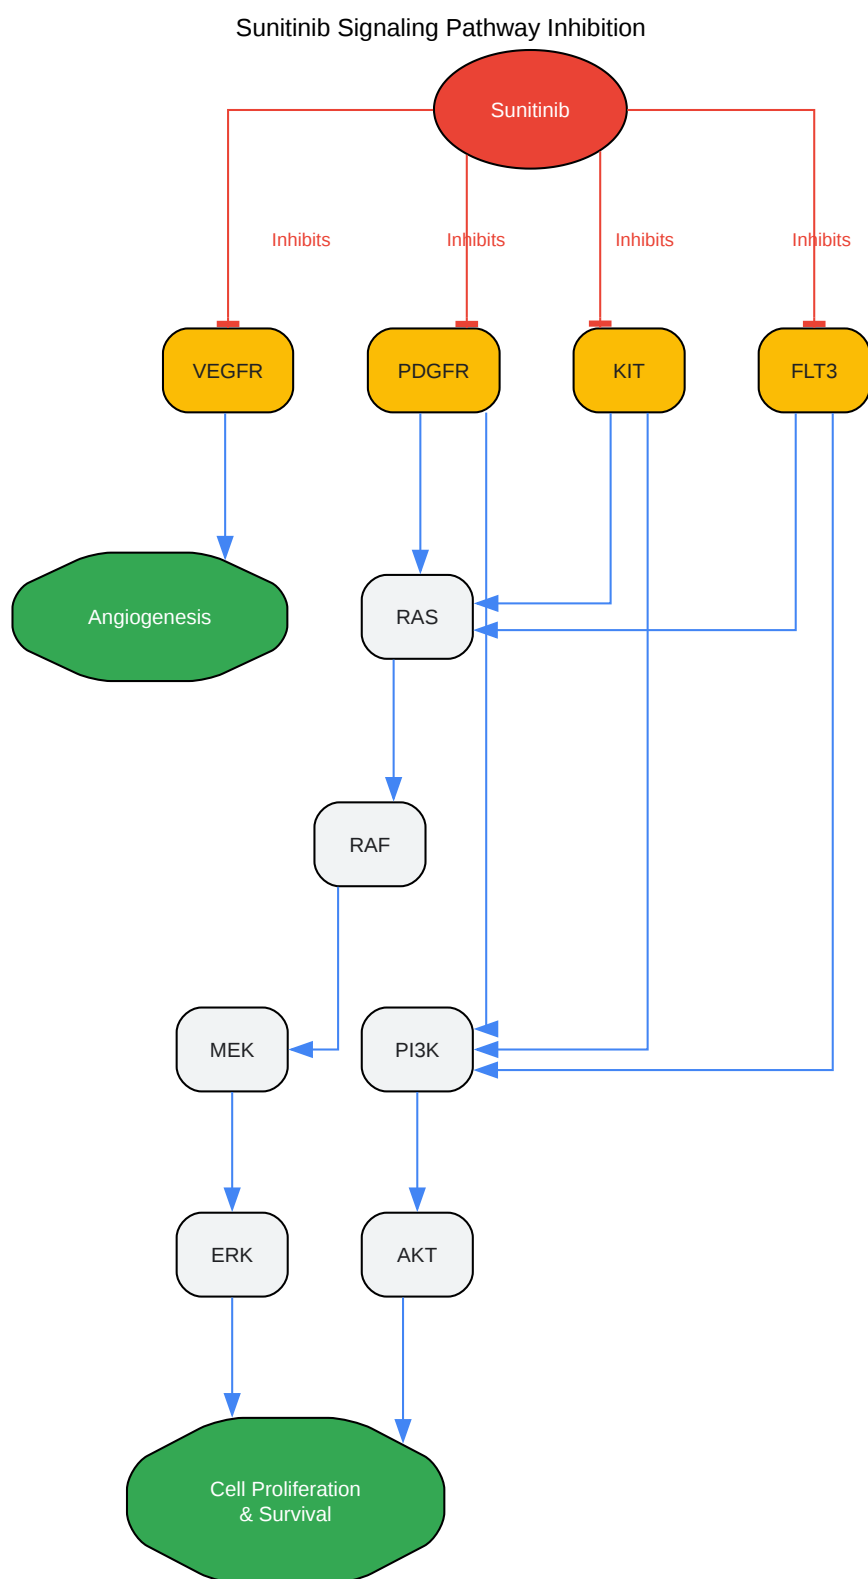 Sunitinib Signaling Pathway Inhibition
Sunitinib
Inhibits
Inhibits
Inhibits
Inhibits
VEGFR
PDGFR
KIT
FLT3
Angiogenesis
RAS
RAF
MEK
PI3K
ERK
AKT
Cell Proliferation
& Survival